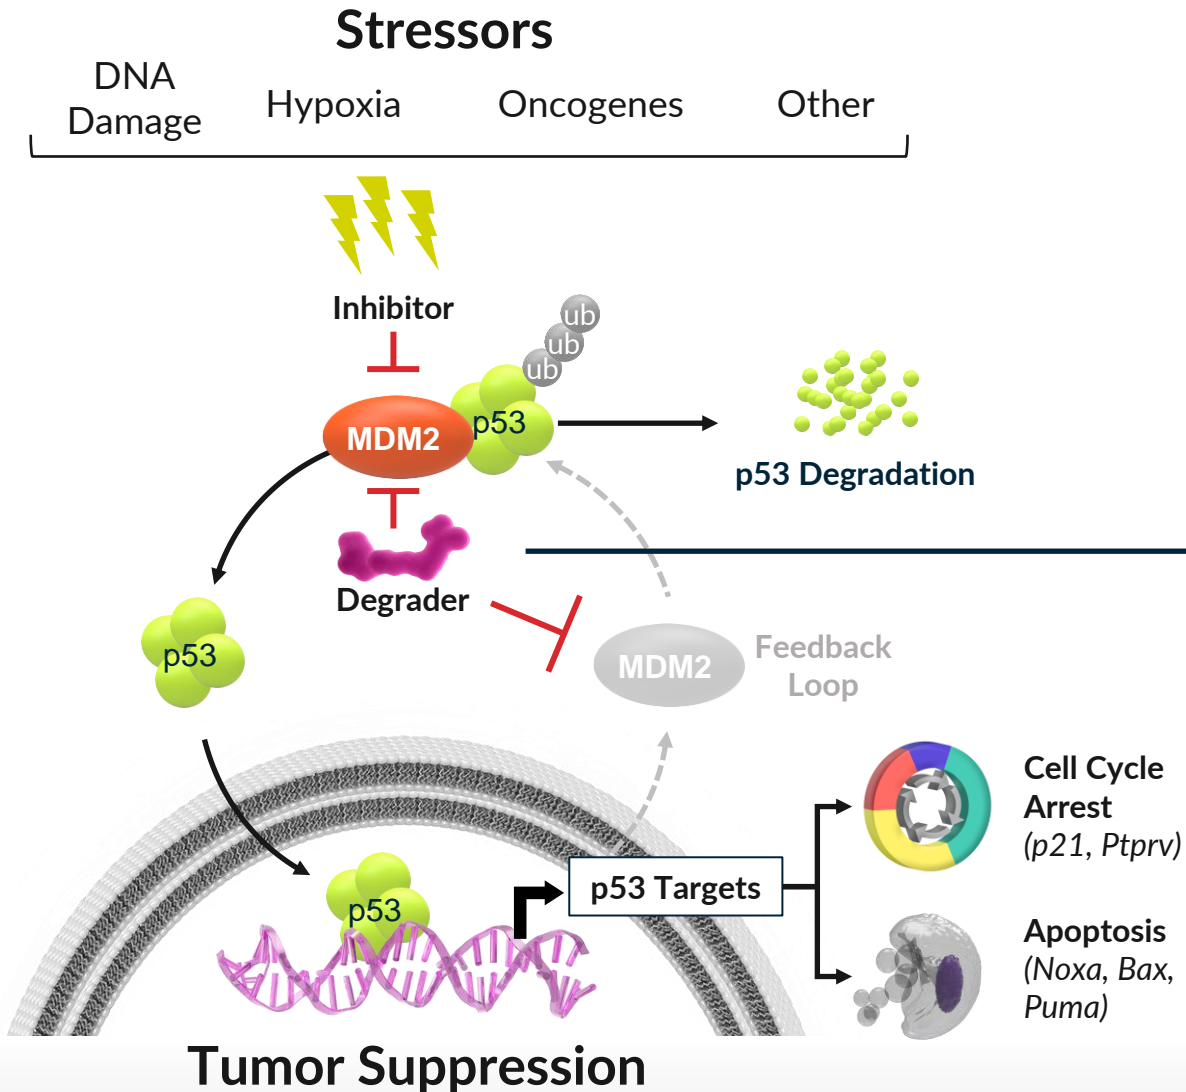 Stressors
DNA
Damage
Hypoxia
Oncogenes
Other
Inhibitor
ub
ub
ub
MDM2
p53
p53 Degradation
Degrader
p53
MDM2
Feedback
Loop
Cell Cycle
Arrest
(p21, Ptprv)
p53 Targets
p53
Apoptosis
(Noxa, Bax,
Puma)
Tumor Suppression